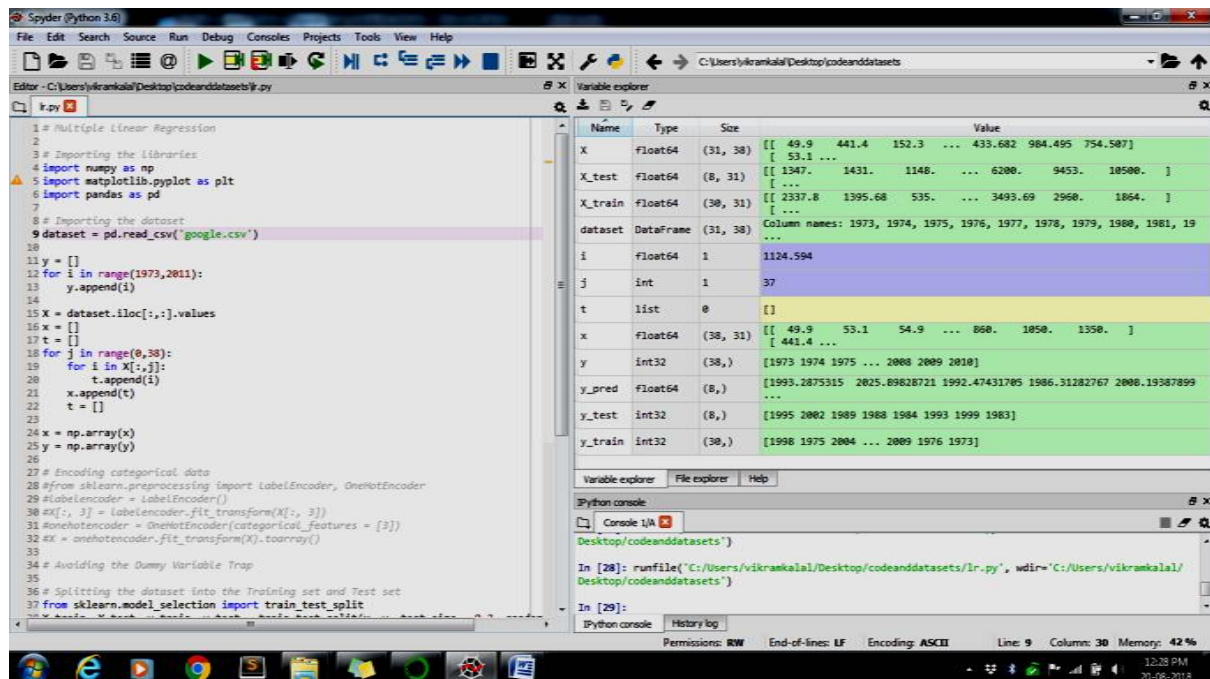 Spyder (Python 3.6)
File Edit Search Source Run Debug Consoles Projects Tools View Help
C:\Users\vikramkalal\Desktop\codeanddatasets
Editor - C:\Users\vikramkalal\Desktop\codeanddatasets\lr.py
lr.py
1 # Multiple Linear Regression
2
3 # Importing the libraries
4 import numpy as np
5 import matplotlib.pyplot as plt
6 import pandas as pd
7
8 # Importing the dataset
9 dataset = pd.read_csv('google.csv')
10
11 y = []
12 for i in range(1973,2011):
13 y.append(i)
14
15 X = dataset.iloc[:,:].values
16 x = []
17 t = []
18 for j in range(0,38):
19 for i in X[:,j]:
20 t.append(i)
21 x.append(t)
22 t = []
23
24 x = np.array(x)
25 y = np.array(y)
26
27 # Encoding categorical data
28 #from sklearn.preprocessing import LabelEncoder, OneHotEncoder
29 #labelencoder = LabelEncoder()
30 #X[:, 3] = labelencoder.fit_transform(X[:, 3])
31 #onehotencoder = OneHotEncoder(categorical_features = [3])
32 #X = onehotencoder.fit_transform(X).toarray()
33
34 # Avoiding the Dummy Variable Trap
35
36 # Splitting the dataset into the Training set and Test set
37 from sklearn.model_selection import train_test_split
Variable explorer
Name Type Size Value
X float64 (31, 38) [[ 49.9 441.4 152.3 ... 433.682 984.495 754.507]
[ 53.1 ...
X_test float64 (8, 31) [[ 1347. 1431. 1148. ... 6200. 9453. 10500. ]
[ ...
X_train float64 (30, 31) [[ 2337.8 1395.68 535. ... 3493.69 2960. 1864. ]
[ ...
dataset DataFrame (31, 38) Column names: 1973, 1974, 1975, 1976, 1977, 1978, 1979, 1980, 1981, 19
...
i float64 1 1124.594
j int 1 37
t list 0 []
x float64 (38, 31) [[ 49.9 53.1 54.9 ... 860. 1050. 1350. ]
[ 441.4 ...
y int32 (38,) [1973 1974 1975 ... 2008 2009 2010]
y_pred float64 (8,) [1993.2875315 2025.89828721 1992.47431705 1986.31282767 2008.19387899
...
y_test int32 (8,) [1995 2002 1989 1988 1984 1993 1999 1983]
y_train int32 (30,) [1998 1975 2004 ... 2009 1976 1973]
Variable explorer File explorer Help
IPython console
Console 1/A
Desktop/codeanddatasets')
In [28]: runfile('C:/Users/vikramkalal/Desktop/codeanddatasets/lr.py', wdir='C:/Users/vikramkalal/
Desktop/codeanddatasets')
In [29]:
IPython console History log
Permissions: RW End-of-lines: LF Encoding: ASCII Line: 9 Column: 30 Memory: 42 %
12:28 PM
20-08-2018